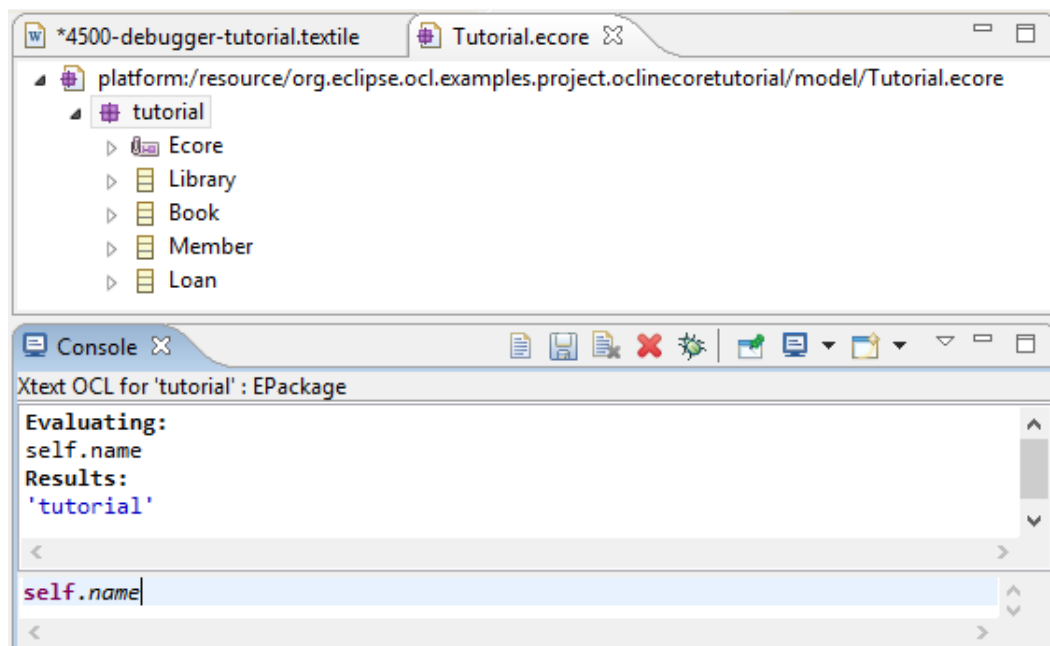 *4500-debugger-tutorial.textile Tutorial.ecore
platform:/resource/org.eclipse.ocl.examples.project.oclinecoretutorial/model/Tutorial.ecore
tutorial
Ecore
Library
Book
Member
Loan
Console
Xtext OCL for 'tutorial' : EPackage
Evaluating:
self.name
Results:
'tutorial'
self.name